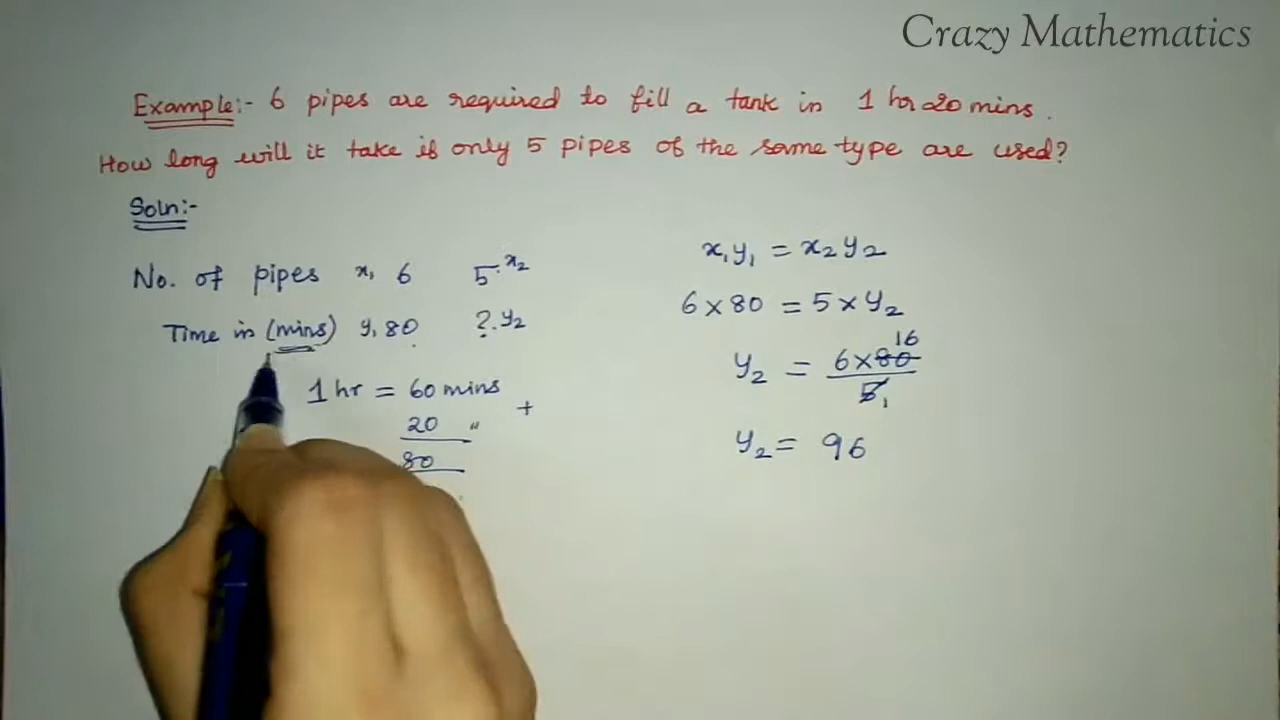 Crazy Mathematics
Example:- 6 pipes are required to fill a tank in 1 hr 20 mins.
How long will it take if only 5 pipes of the same type are used?
Soln:-
No. of pipes x₁ 6 5 x₂
Time in (mins) y₁ 80 ? y₂
1 hr = 60 mins
20 " +
80
x₁y₁ = x₂y₂
6 × 80 = 5 × y₂
y₂ = 6 × 80 16 / 5 1
y₂ = 96